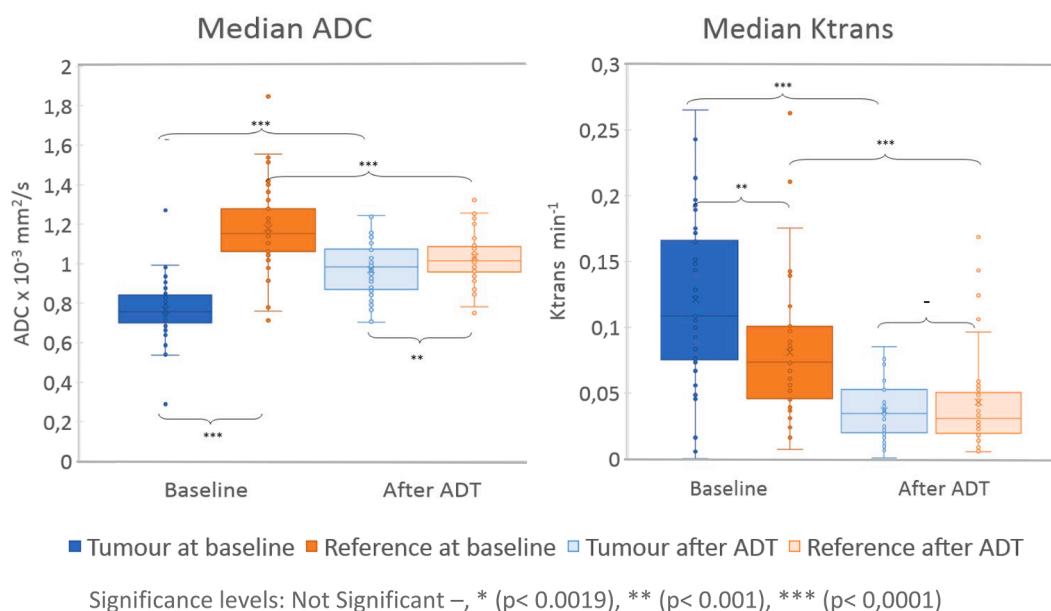 Median ADC
ADC x 10⁻³ mm²/s
2
1,8
1,6
1,4
1,2
1
0,8
0,6
0,4
0,2
0
***
***
**
***
Baseline
After ADT
Median Ktrans
Ktrans min⁻¹
0,3
0,25
0,2
0,15
0,1
0,05
0
***
***
**
–
Baseline
After ADT
Tumour at baseline Reference at baseline Tumour after ADT Reference after ADT
Significance levels: Not Significant –, * (p< 0.0019), ** (p< 0.001), *** (p< 0,0001)